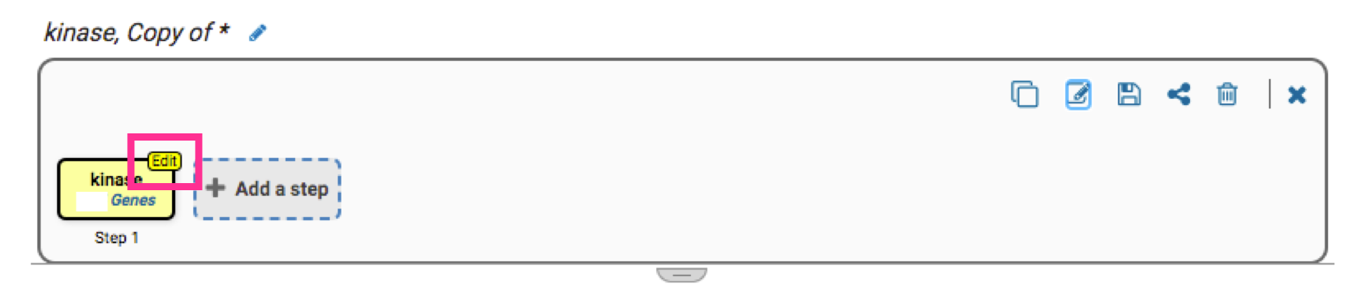 kinase, Copy of *
Edit
kinase
Genes
Add a step
Step 1